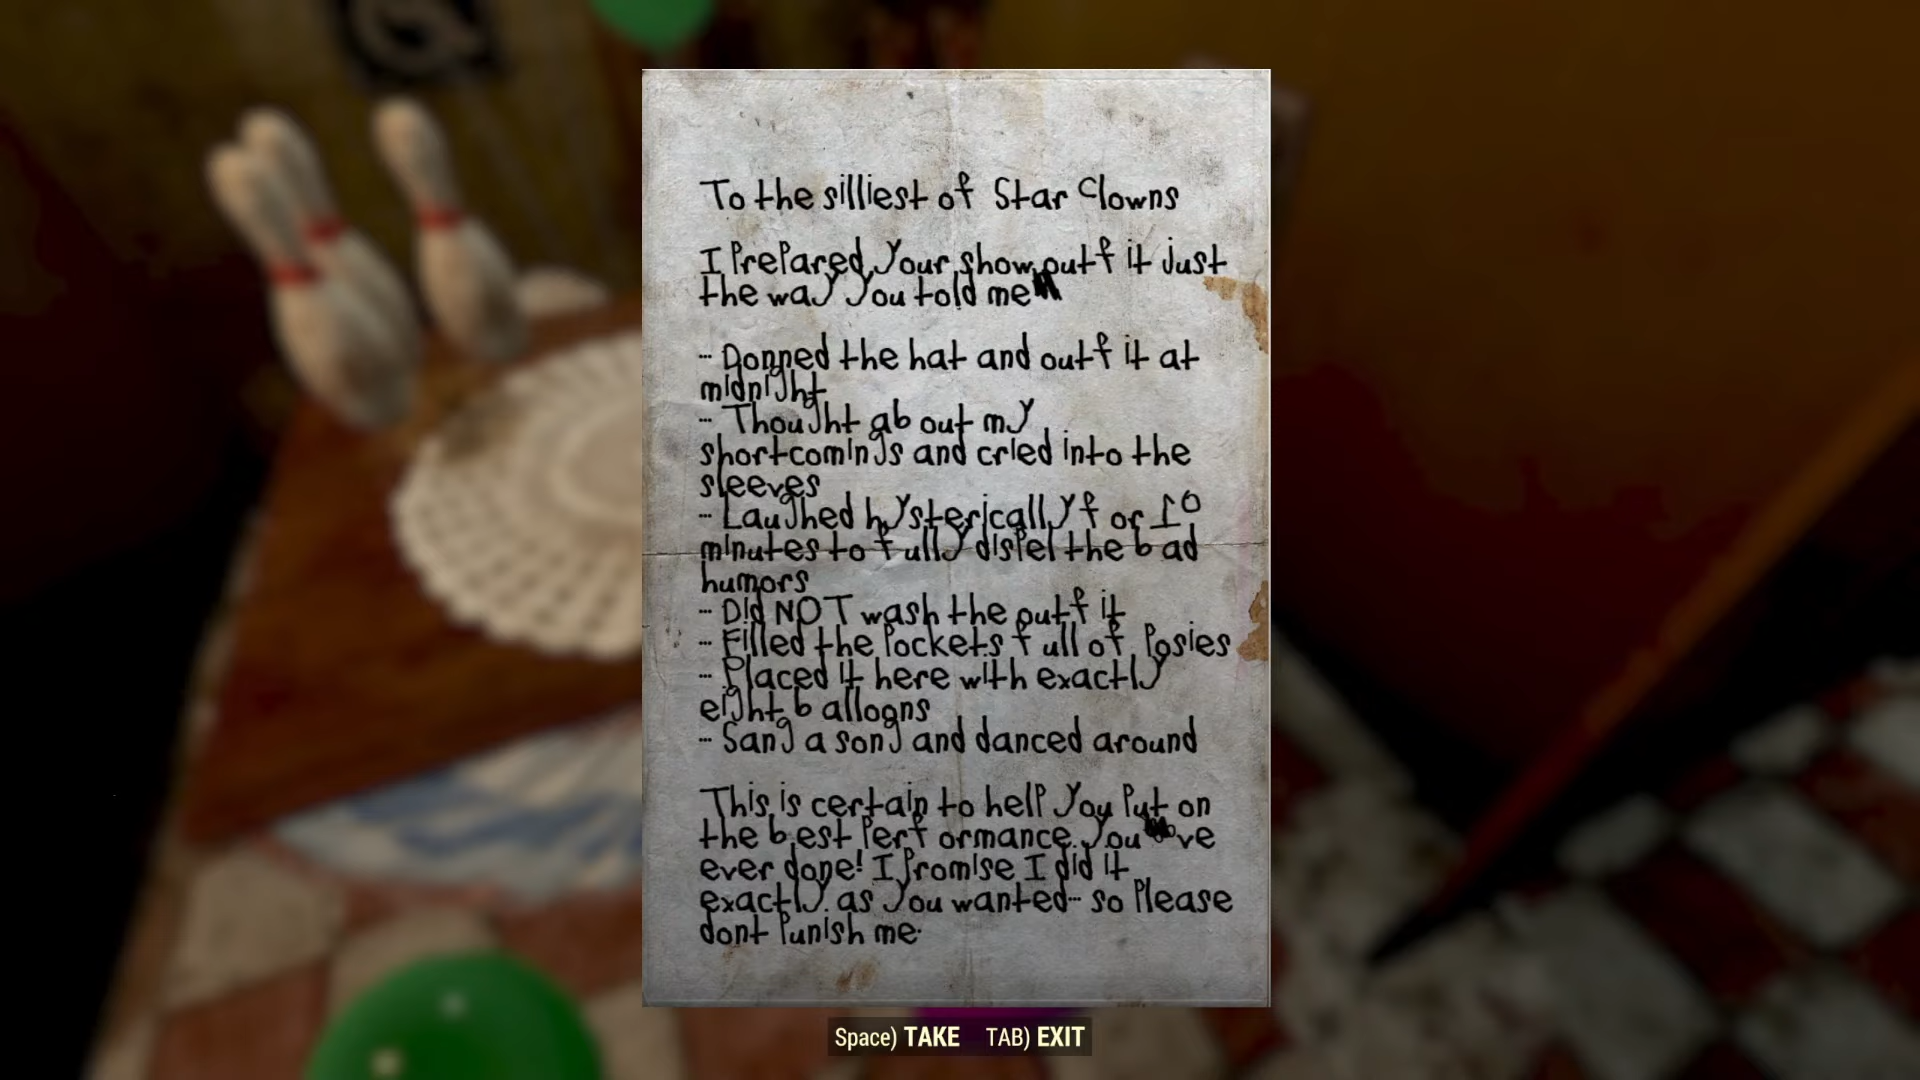 To the silliest of Star Clowns
I Prepared your show outfit just
the way you told me
- Donned the hat and outfit at
midnight
- Thought about my
shortcomings and cried into the
sleeves
- Laughed hysterically for 10
minutes to fully dispel the bad
humors
- Did NOT wash the outfit
- Filled the Pockets full of Posies
- Placed it here with exactly
eight balloons
- Sang a song and danced around
This is certain to help you Put on
the best Performance you ve
ever done! I Promise I did it
exactly as you wanted- so Please
dont Punish me.
Space) TAKE TAB) EXIT